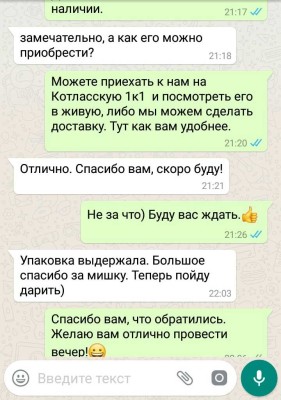 наличии.
21:17
замечательно, а как его можно
приобрести?
21:18
Можете приехать к нам на
Котласскую 1к1 и посмотреть его
в живую, либо мы можем сделать
доставку. Тут как вам удобнее.
21:20
Отлично. Спасибо вам, скоро буду!
21:21
Не за что) Буду вас ждать.👍
21:26
Упаковка выдержала. Большое
спасибо за мишку. Теперь пойду
дарить)
22:03
Спасибо вам, что обратились.
Желаю вам отлично провести
вечер!😀
Введите текст